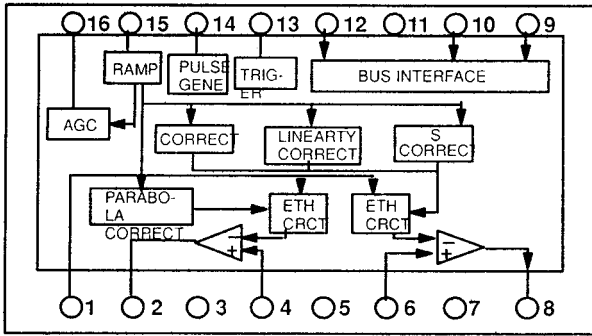 16 15 14 13 12 11 10 9
RAMP
PULSE
GENE
TRIG-
ER
BUS INTERFACE
AGC
CORRECT
LINEARTY
CORRECT
S
CORRECT
PARABO-
LA
CORRECT
ETH
CRCT
ETH
CRCT
−
+
−
+
1 2 3 4 5 6 7 8